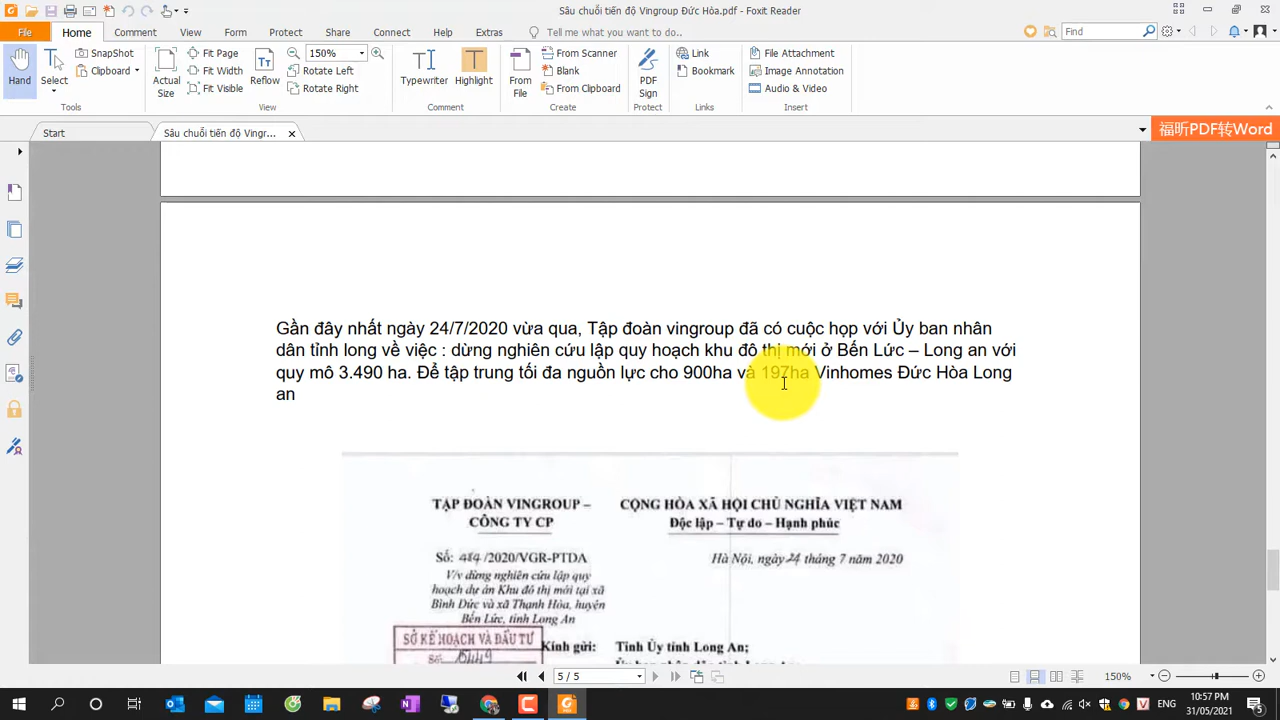 Sâu chuổi tiến độ Vingroup Đức Hòa.pdf - Foxit Reader
File Home Comment View Form Protect Share Connect Help Extras Tell me what you want to do.. Find
Hand
Select
SnapShot
Clipboard
Actual Size
Fit Page
Fit Width
Fit Visible
Reflow
150%
Rotate Left
Rotate Right
Typewriter
Highlight
From File
From Scanner
Blank
From Clipboard
PDF Sign
Link
Bookmark
File Attachment
Image Annotation
Audio & Video
Tools View Comment Create Protect Links Insert
Start Sâu chuổi tiến độ Vingr... 福昕PDF转Word
Gần đây nhất ngày 24/7/2020 vừa qua, Tập đoàn vingroup đã có cuộc họp với Ủy ban nhân
dân tỉnh long về việc : dừng nghiên cứu lập quy hoạch khu đô thị mới ở Bến Lức – Long an với
quy mô 3.490 ha. Để tập trung tối đa nguồn lực cho 900ha và 197ha Vinhomes Đức Hòa Long
an
TẬP ĐOÀN VINGROUP –
CÔNG TY CP
CỘNG HÒA XÃ HỘI CHỦ NGHĨA VIỆT NAM
Độc lập – Tự do – Hạnh phúc
Số: /2020/VGR-PTDA
Hà Nội, ngày 24 tháng 7 năm 2020
V/v dừng nghiên cứu lập quy
hoạch dự án Khu đô thị mới tại xã
Bình Đức và xã Thạnh Hòa, huyện
Bến Lức, tỉnh Long An
SỞ KẾ HOẠCH VÀ ĐẦU TƯ
Kính gửi: Tỉnh Ủy tỉnh Long An;
5 / 5
150%
ENG
10:57 PM
31/05/2021